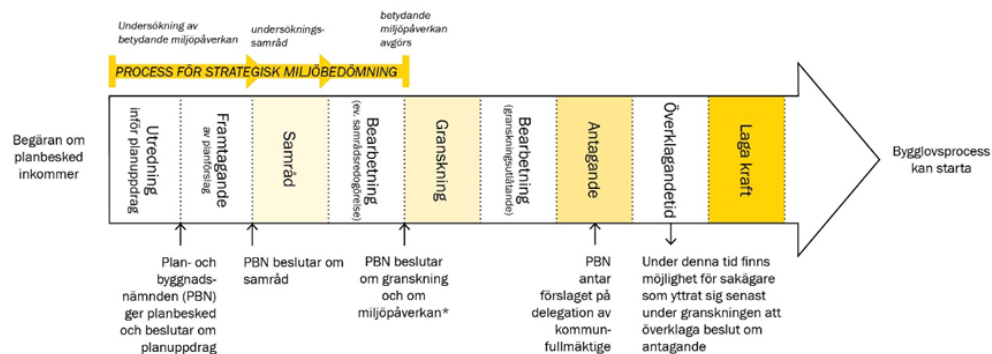 Undersökning av
betydande miljöpåverkan
undersöknings-
samråd
betydande
miljöpåverkan
avgörs
PROCESS FÖR STRATEGISK MILJÖBEDÖMNING
Begäran om
planbesked
inkommer
Utredning
inför planuppdrag
Framtagande
av planförslag
Samråd
Bearbetning
(ev. samrådsredogörelse)
Granskning
Bearbetning
(granskningsutlåtande)
Antagande
Överklagandetid
Laga kraft
Bygglovsprocess
kan starta
Plan- och
byggnads-
nämnden (PBN)
ger planbesked
och beslutar om
planuppdrag
PBN beslutar om
samråd
PBN beslutar
om granskning
och om
miljöpåverkan*
PBN
antar
förslaget på
delegation av
kommun-
fullmäktige
Under denna tid finns
möjlighet för sakägare
som yttrat sig senast
under granskningen att
överklaga beslut om
antagande